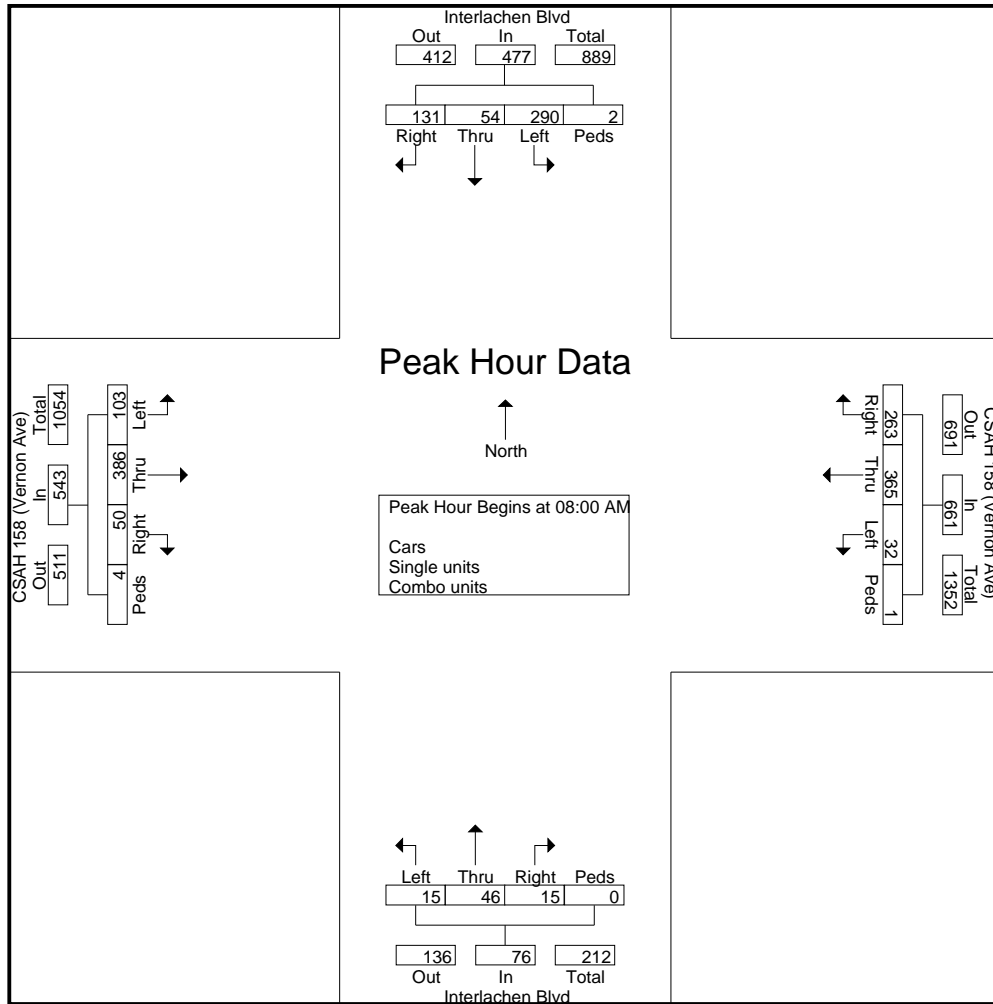 Interlachen Blvd
Out In Total
412 477 889
131 54 290 2
Right Thru Left Peds
Peak Hour Data
North
Peak Hour Begins at 08:00 AM
Cars
Single units
Combo units
CSAH 158 (Vernon Ave)
Total In Out
1054 543 511
103 386 50 4
Left Thru Right Peds
CSAH 158 (Vernon Ave)
Out In Total
691 661 1352
263 365 32 1
Right Thru Left Peds
Left Thru Right Peds
15 46 15 0
136 76 212
Out In Total
Interlachen Blvd